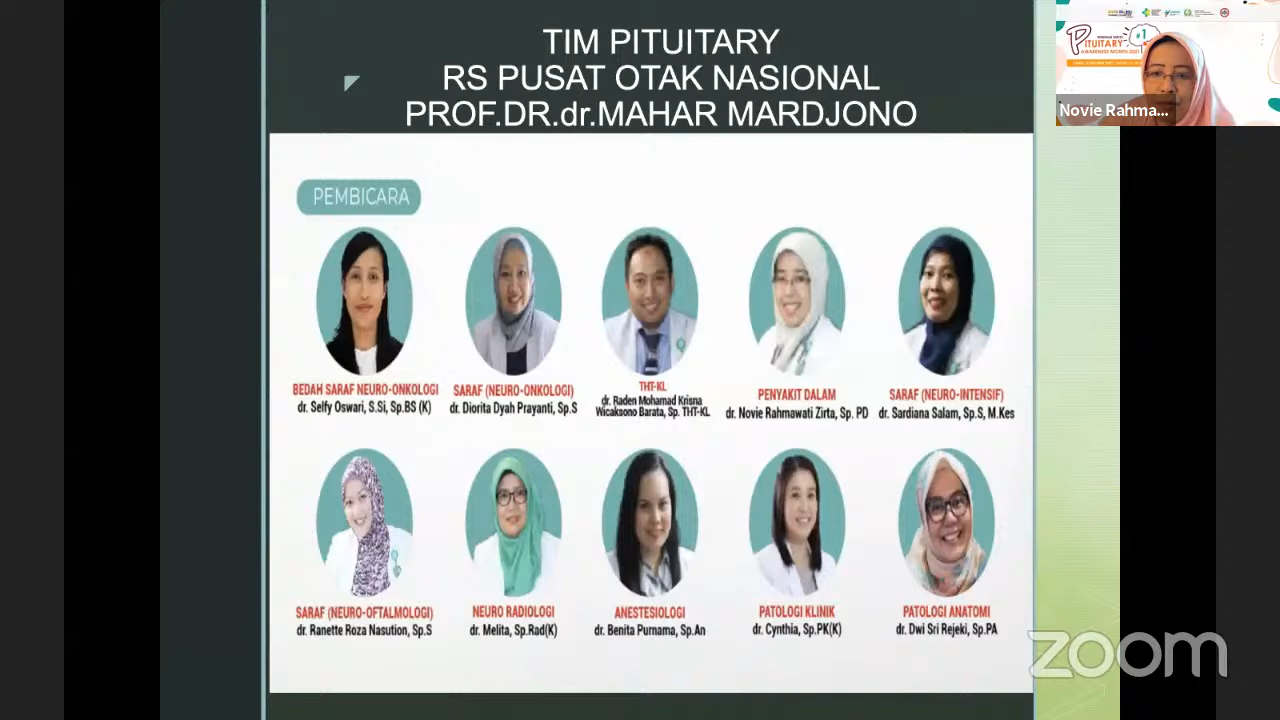 TIM PITUITARY
RS PUSAT OTAK NASIONAL
PROF.DR.dr.MAHAR MARDJONO
PITUITARY
#1
Novie Rahma...
PEMBICARA
BEDAH SARAF NEURO-ONKOLOGI
dr. Selfy Oswari, S.Si, Sp.BS (K)
SARAF (NEURO-ONKOLOGI)
dr. Diorita Dyah Prayanti, Sp.S
THT-KL
dr. Raden Mohamad Krisna
Wicaksono Barata, Sp. THT-KL
PENYAKIT DALAM
dr. Novie Rahmawati Zirta, Sp. PD
SARAF (NEURO-INTENSIF)
dr. Sardiana Salam, Sp.S, M.Kes
SARAF (NEURO-OFTALMOLOGI)
dr. Ranette Roza Nasution, Sp.S
NEURO RADIOLOGI
dr. Melita, Sp.Rad(K)
ANESTESIOLOGI
dr. Benita Purnama, Sp.An
PATOLOGI KLINIK
dr. Cynthia, Sp.PK(K)
PATOLOGI ANATOMI
dr. Dwi Sri Rejeki, Sp.PA
zoom